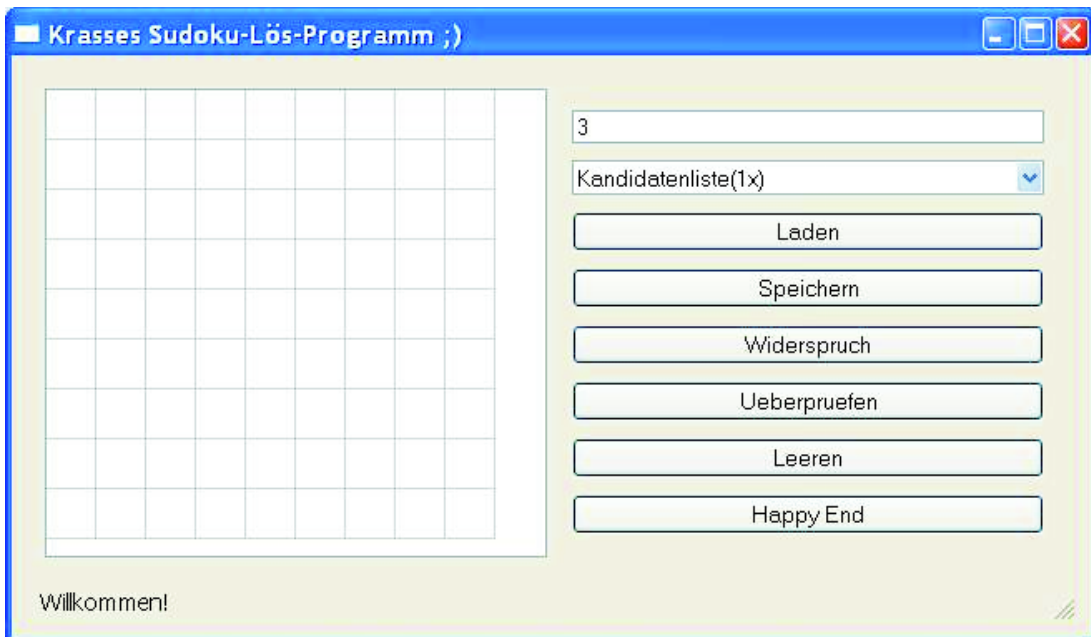 Krasses Sudoku-Lös-Programm ;)
3
Kandidatenliste(1x)
Laden
Speichern
Widerspruch
Ueberpruefen
Leeren
Happy End
Willkommen!